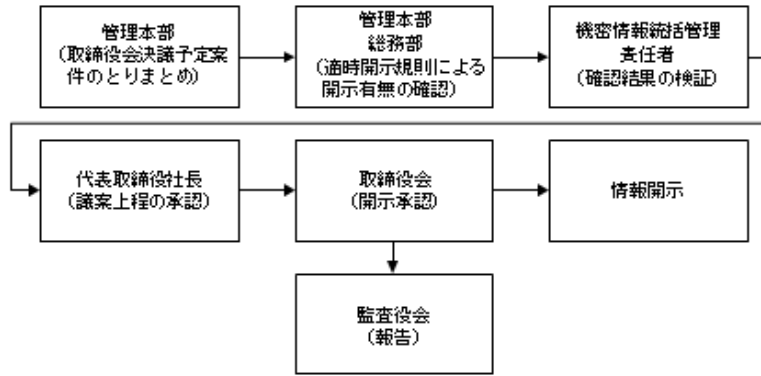 管理本部
（取締役会決議予定案
件のとりまとめ）
管理本部
総務部
（適時開示規則による
開示有無の確認）
機密情報統括管理
責任者
（確認結果の検証）
代表取締役社長
（議案上程の承認）
取締役会
（開示承認）
情報開示
監査役会
（報告）